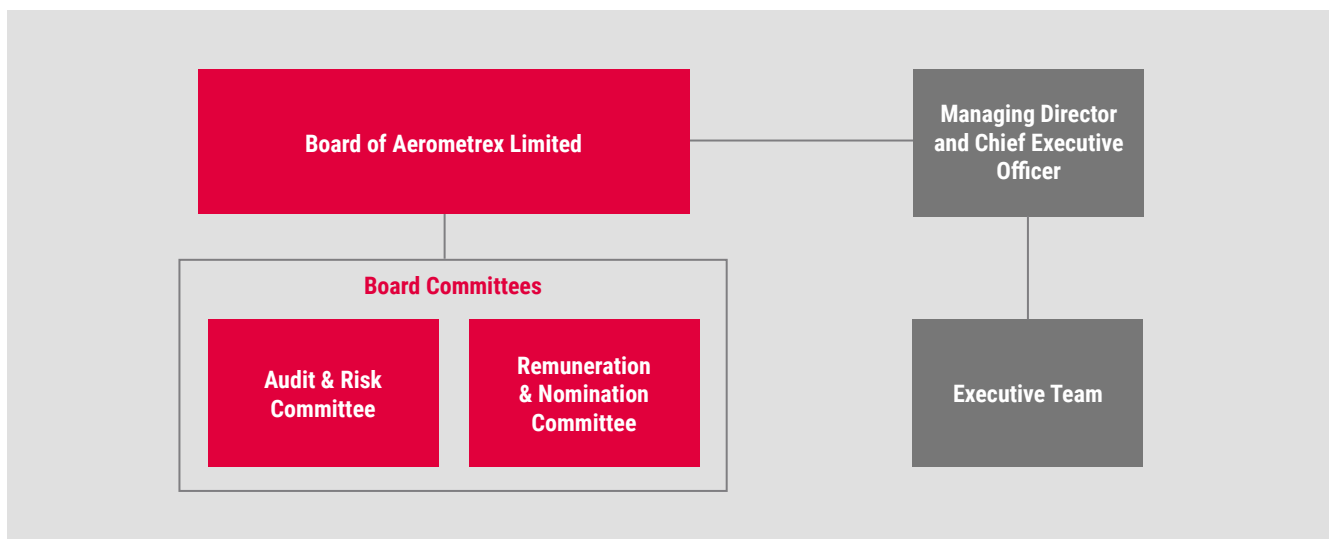 Board of Aerometrex Limited
Managing Director
and Chief Executive
Officer
Board Committees
Audit & Risk
Committee
Remuneration
& Nomination
Committee
Executive Team